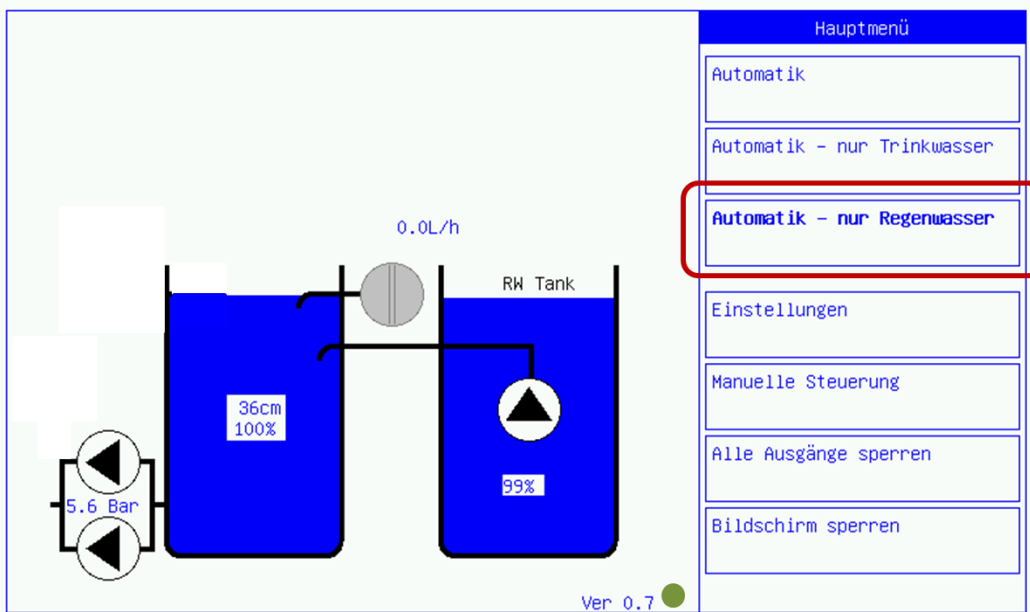 Hauptmenü
Automatik
Automatik - nur Trinkwasser
Automatik - nur Regenwasser
Einstellungen
Manuelle Steuerung
Alle Ausgänge sperren
Bildschirm sperren
0.0L/h
RW Tank
36cm
100%
99%
5.6 Bar
Ver 0.7